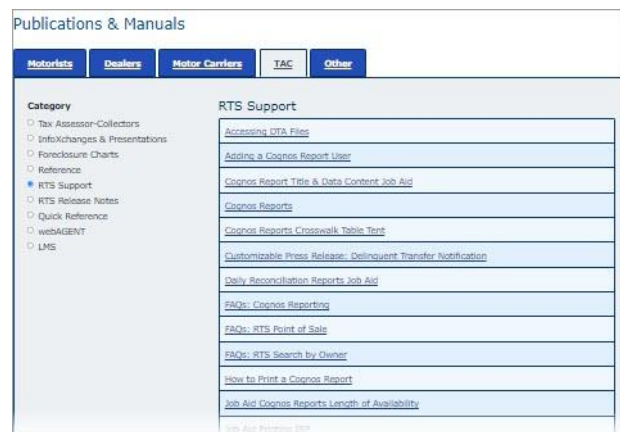 Publications & Manuals
Motorists
Dealers
Motor Carriers
TAC
Other
Category
Tax Assessor-Collectors
InfoXchanges & Presentations
Foreclosure Charts
Reference
RTS Support
RTS Release Notes
Quick Reference
webAGENT
LMS
RTS Support
Accessing DTA Files
Adding a Cognos Report User
Cognos Report Title & Data Content Job Aid
Cognos Reports
Cognos Reports Crosswalk Table Tent
Customizable Press Release: Delinquent Transfer Notification
Daily Reconciliation Reports Job Aid
FAQs: Cognos Reporting
FAQs: RTS Point of Sale
FAQs: RTS Search by Owner
How to Print a Cognos Report
Job Aid Cognos Reports Length of Availability
Job Aid Printing